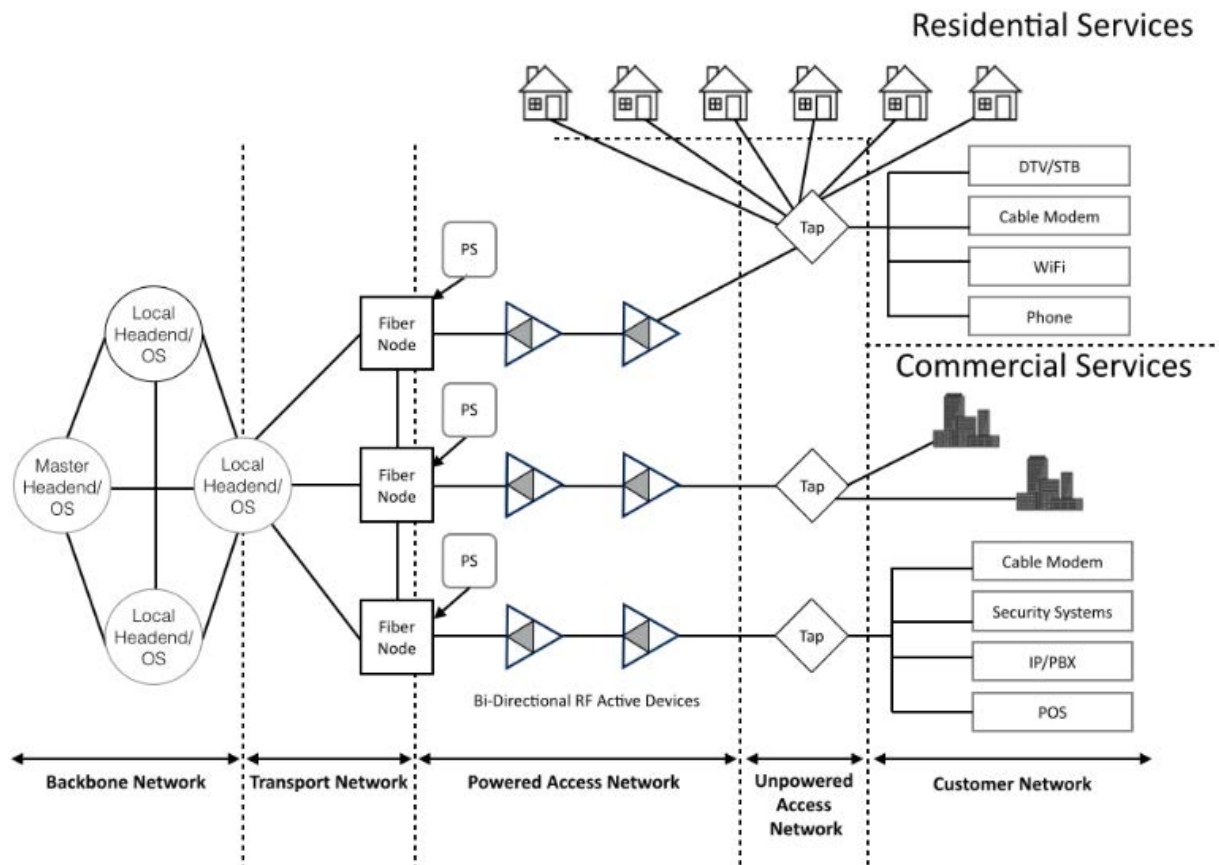 Residential Services
DTV/STB
Cable Modem
WiFi
Phone
Tap
PS
Fiber
Node
Local
Headend/
OS
Commercial Services
PS
Master
Headend/
OS
Local
Headend/
OS
Fiber
Node
Tap
PS
Local
Headend/
OS
Fiber
Node
Tap
Cable Modem
Security Systems
IP/PBX
POS
Bi-Directional RF Active Devices
Backbone Network
Transport Network
Powered Access Network
Unpowered
Access
Network
Customer Network